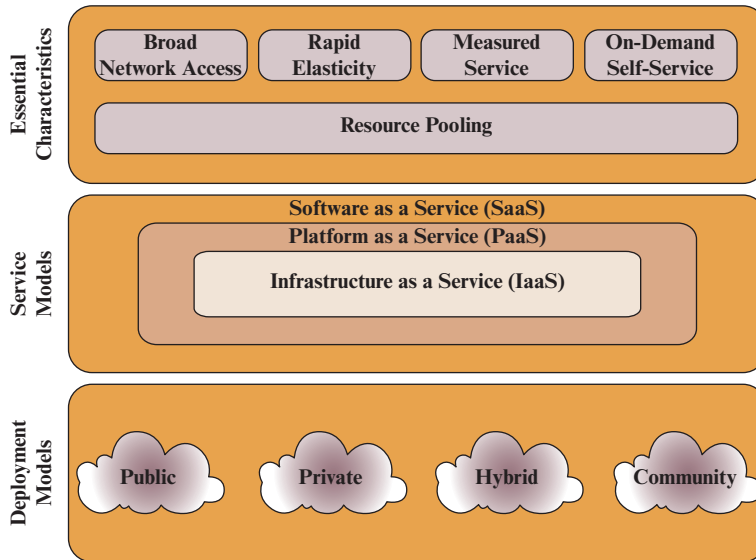 Essential
Characteristics
Broad
Network Access
Rapid
Elasticity
Measured
Service
On-Demand
Self-Service
Resource Pooling
Service
Models
Software as a Service (SaaS)
Platform as a Service (PaaS)
Infrastructure as a Service (IaaS)
Deployment
Models
Public
Private
Hybrid
Community